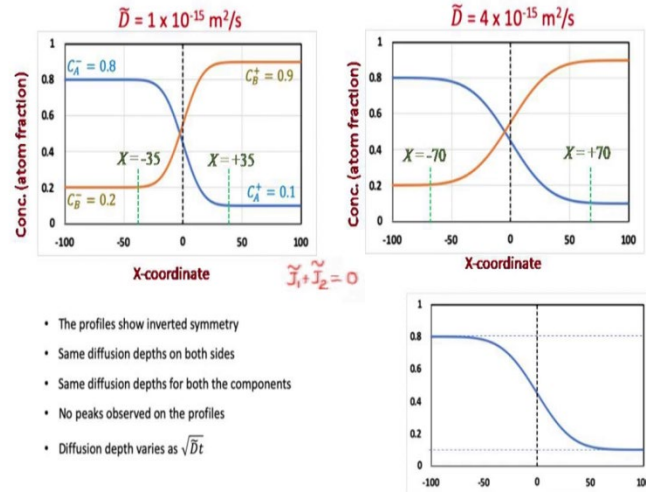 D̃ = 1 x 10⁻¹⁵ m²/s
D̃ = 4 x 10⁻¹⁵ m²/s
Conc. (atom fraction)
1
0.8
0.6
0.4
0.2
0
C_A⁻ = 0.8
C_B⁺ = 0.9
X=-35
X=+35
C_B⁻ = 0.2
C_A⁺ = 0.1
-100
-50
0
50
100
X-coordinate
Conc. (atom fraction)
1
0.8
0.6
0.4
0.2
0
X=-70
X=+70
-100
-50
0
50
100
X-coordinate
J̃₁+J̃₂=0
• The profiles show inverted symmetry
• Same diffusion depths on both sides
• Same diffusion depths for both the components
• No peaks observed on the profiles
• Diffusion depth varies as √D̃t
1
0.8
0.6
0.4
0.2
0
-100
-50
0
50
100